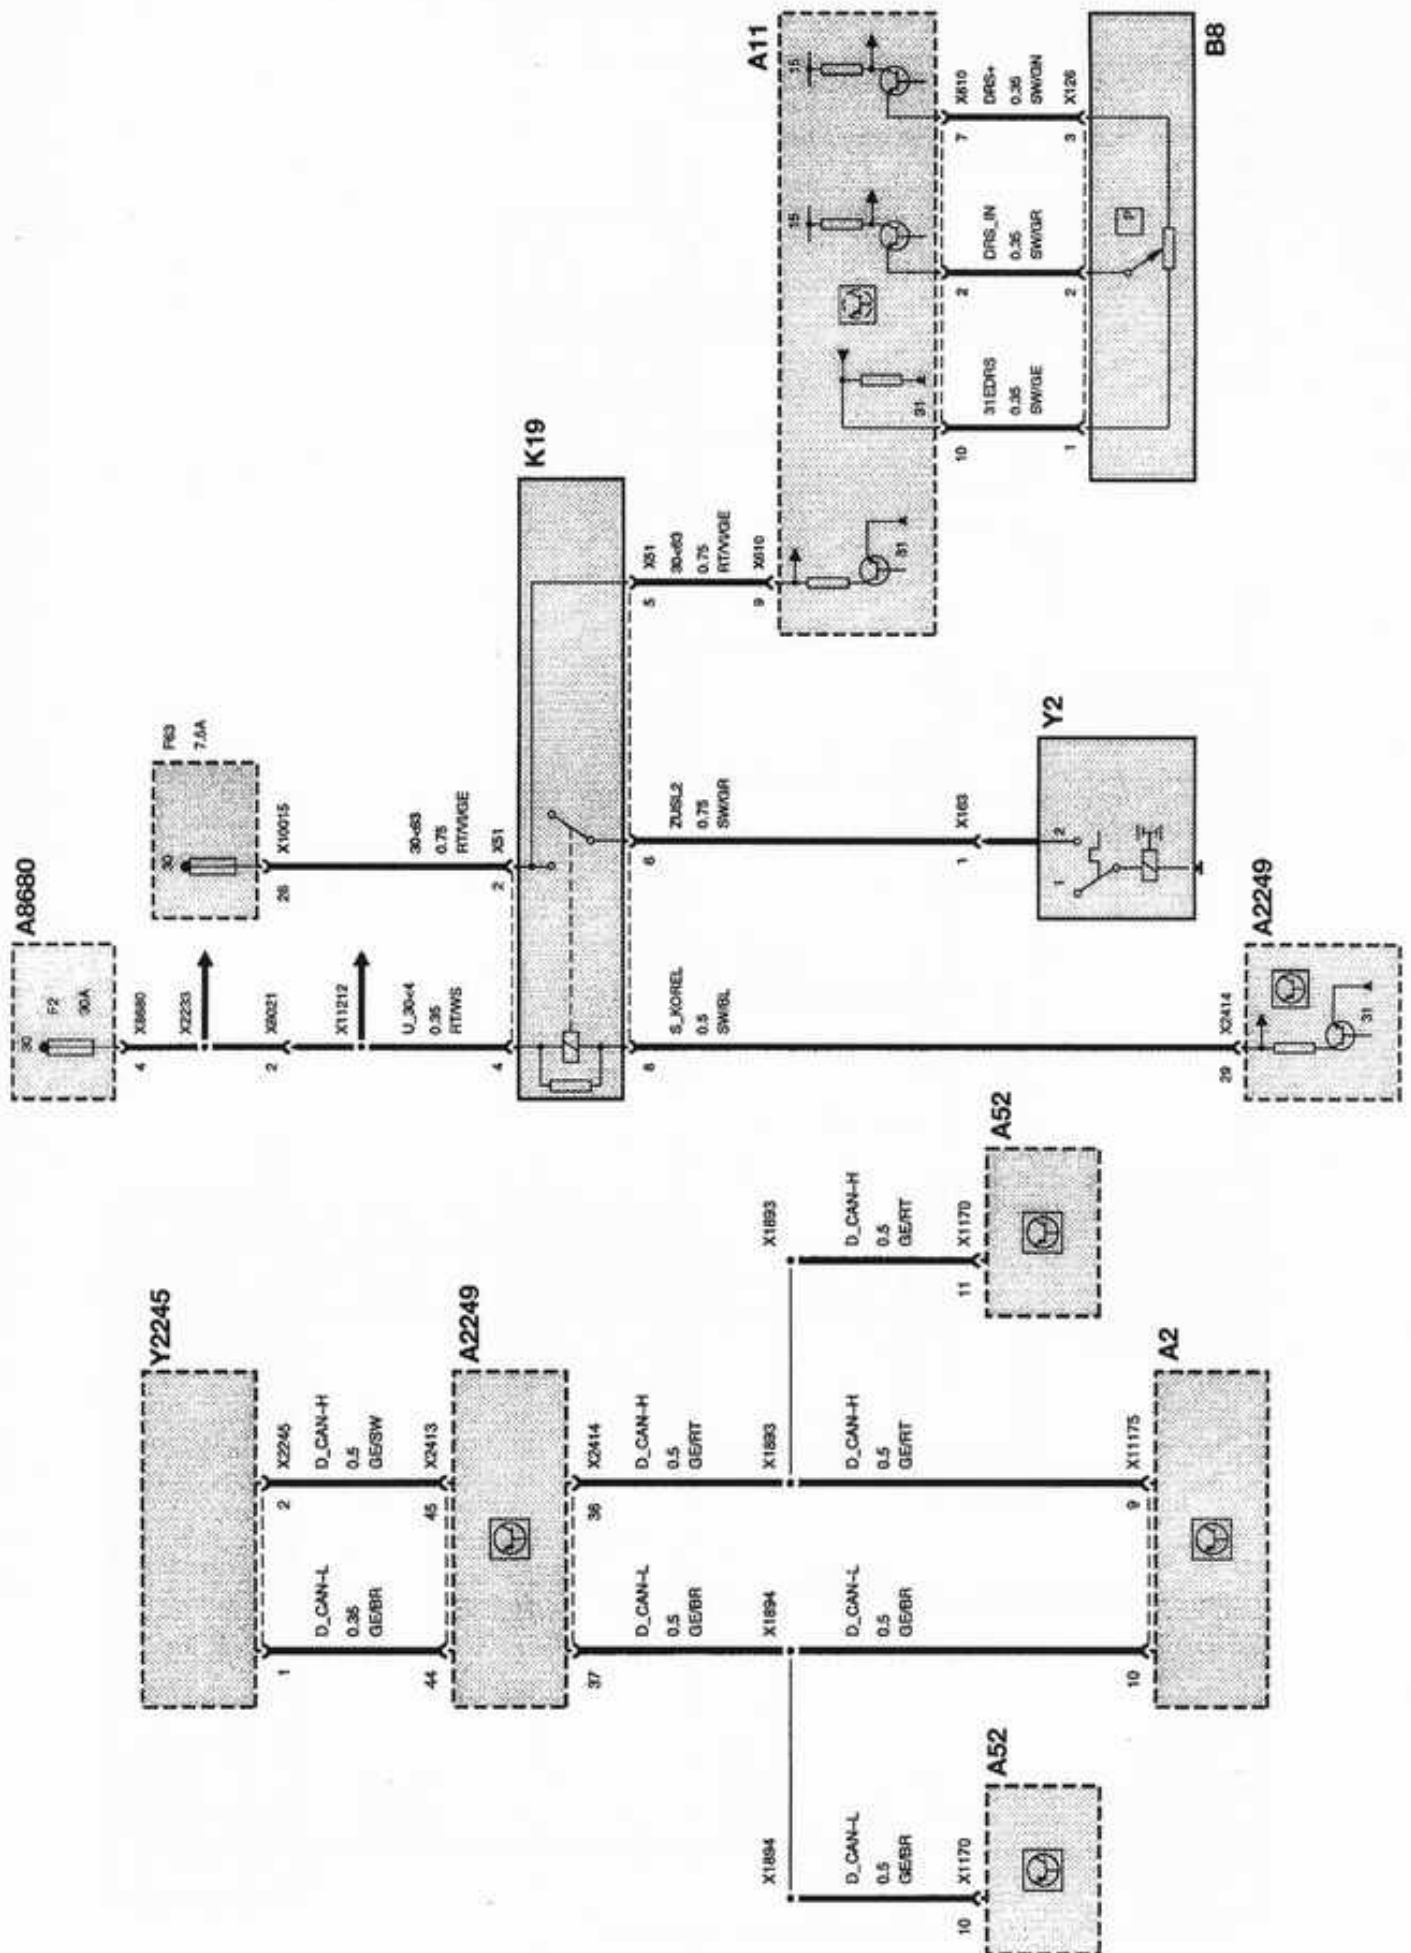 A8680
30
F2
30A
X8680
4
X2233
X6021
2
X11212
U_30<f4
0.35
RT/WS
4
30
F63
7.5A
X10015
26
30<63
0.75
RT/VI/GE
X51
2
K19
8
S_KOREL
0.5
SW/BL
X2414
29
A2249
31
6
ZUSL2
0.75
SW/GR
X163
1
Y2
1
2
X51
5
30<63
0.75
RT/VI/GE
X610
9
A11
31
31
15
15
10
31EDRS
0.35
SW/GE
1
2
DRS_IN
0.35
SW/GR
2
X610
7
DRS+
0.35
SW/GN
X126
3
P
B8
Y2245
1
D_CAN-L
0.35
GE/BR
44
X2245
2
D_CAN-H
0.5
GE/SW
X2413
45
A2249
37
D_CAN-L
0.5
GE/BR
X1894
D_CAN-L
0.5
GE/BR
10
X2414
36
D_CAN-H
0.5
GE/RT
X1893
D_CAN-H
0.5
GE/RT
X11175
9
A2
X1894
D_CAN-L
0.5
GE/BR
X1170
10
A52
X1893
D_CAN-H
0.5
GE/RT
X1170
11
A52